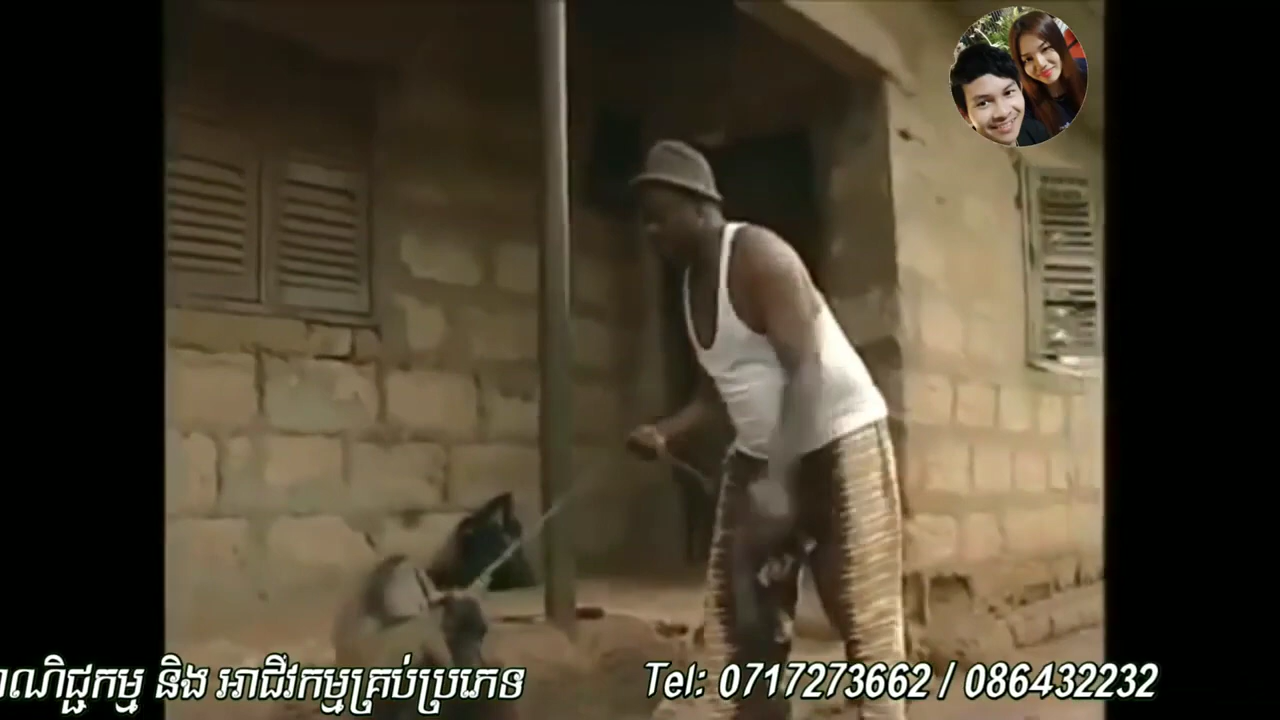 ពាណិជ្ជកម្ម និង អាជីវកម្មគ្រប់ប្រភេទ Tel: 0717273662 / 086432232